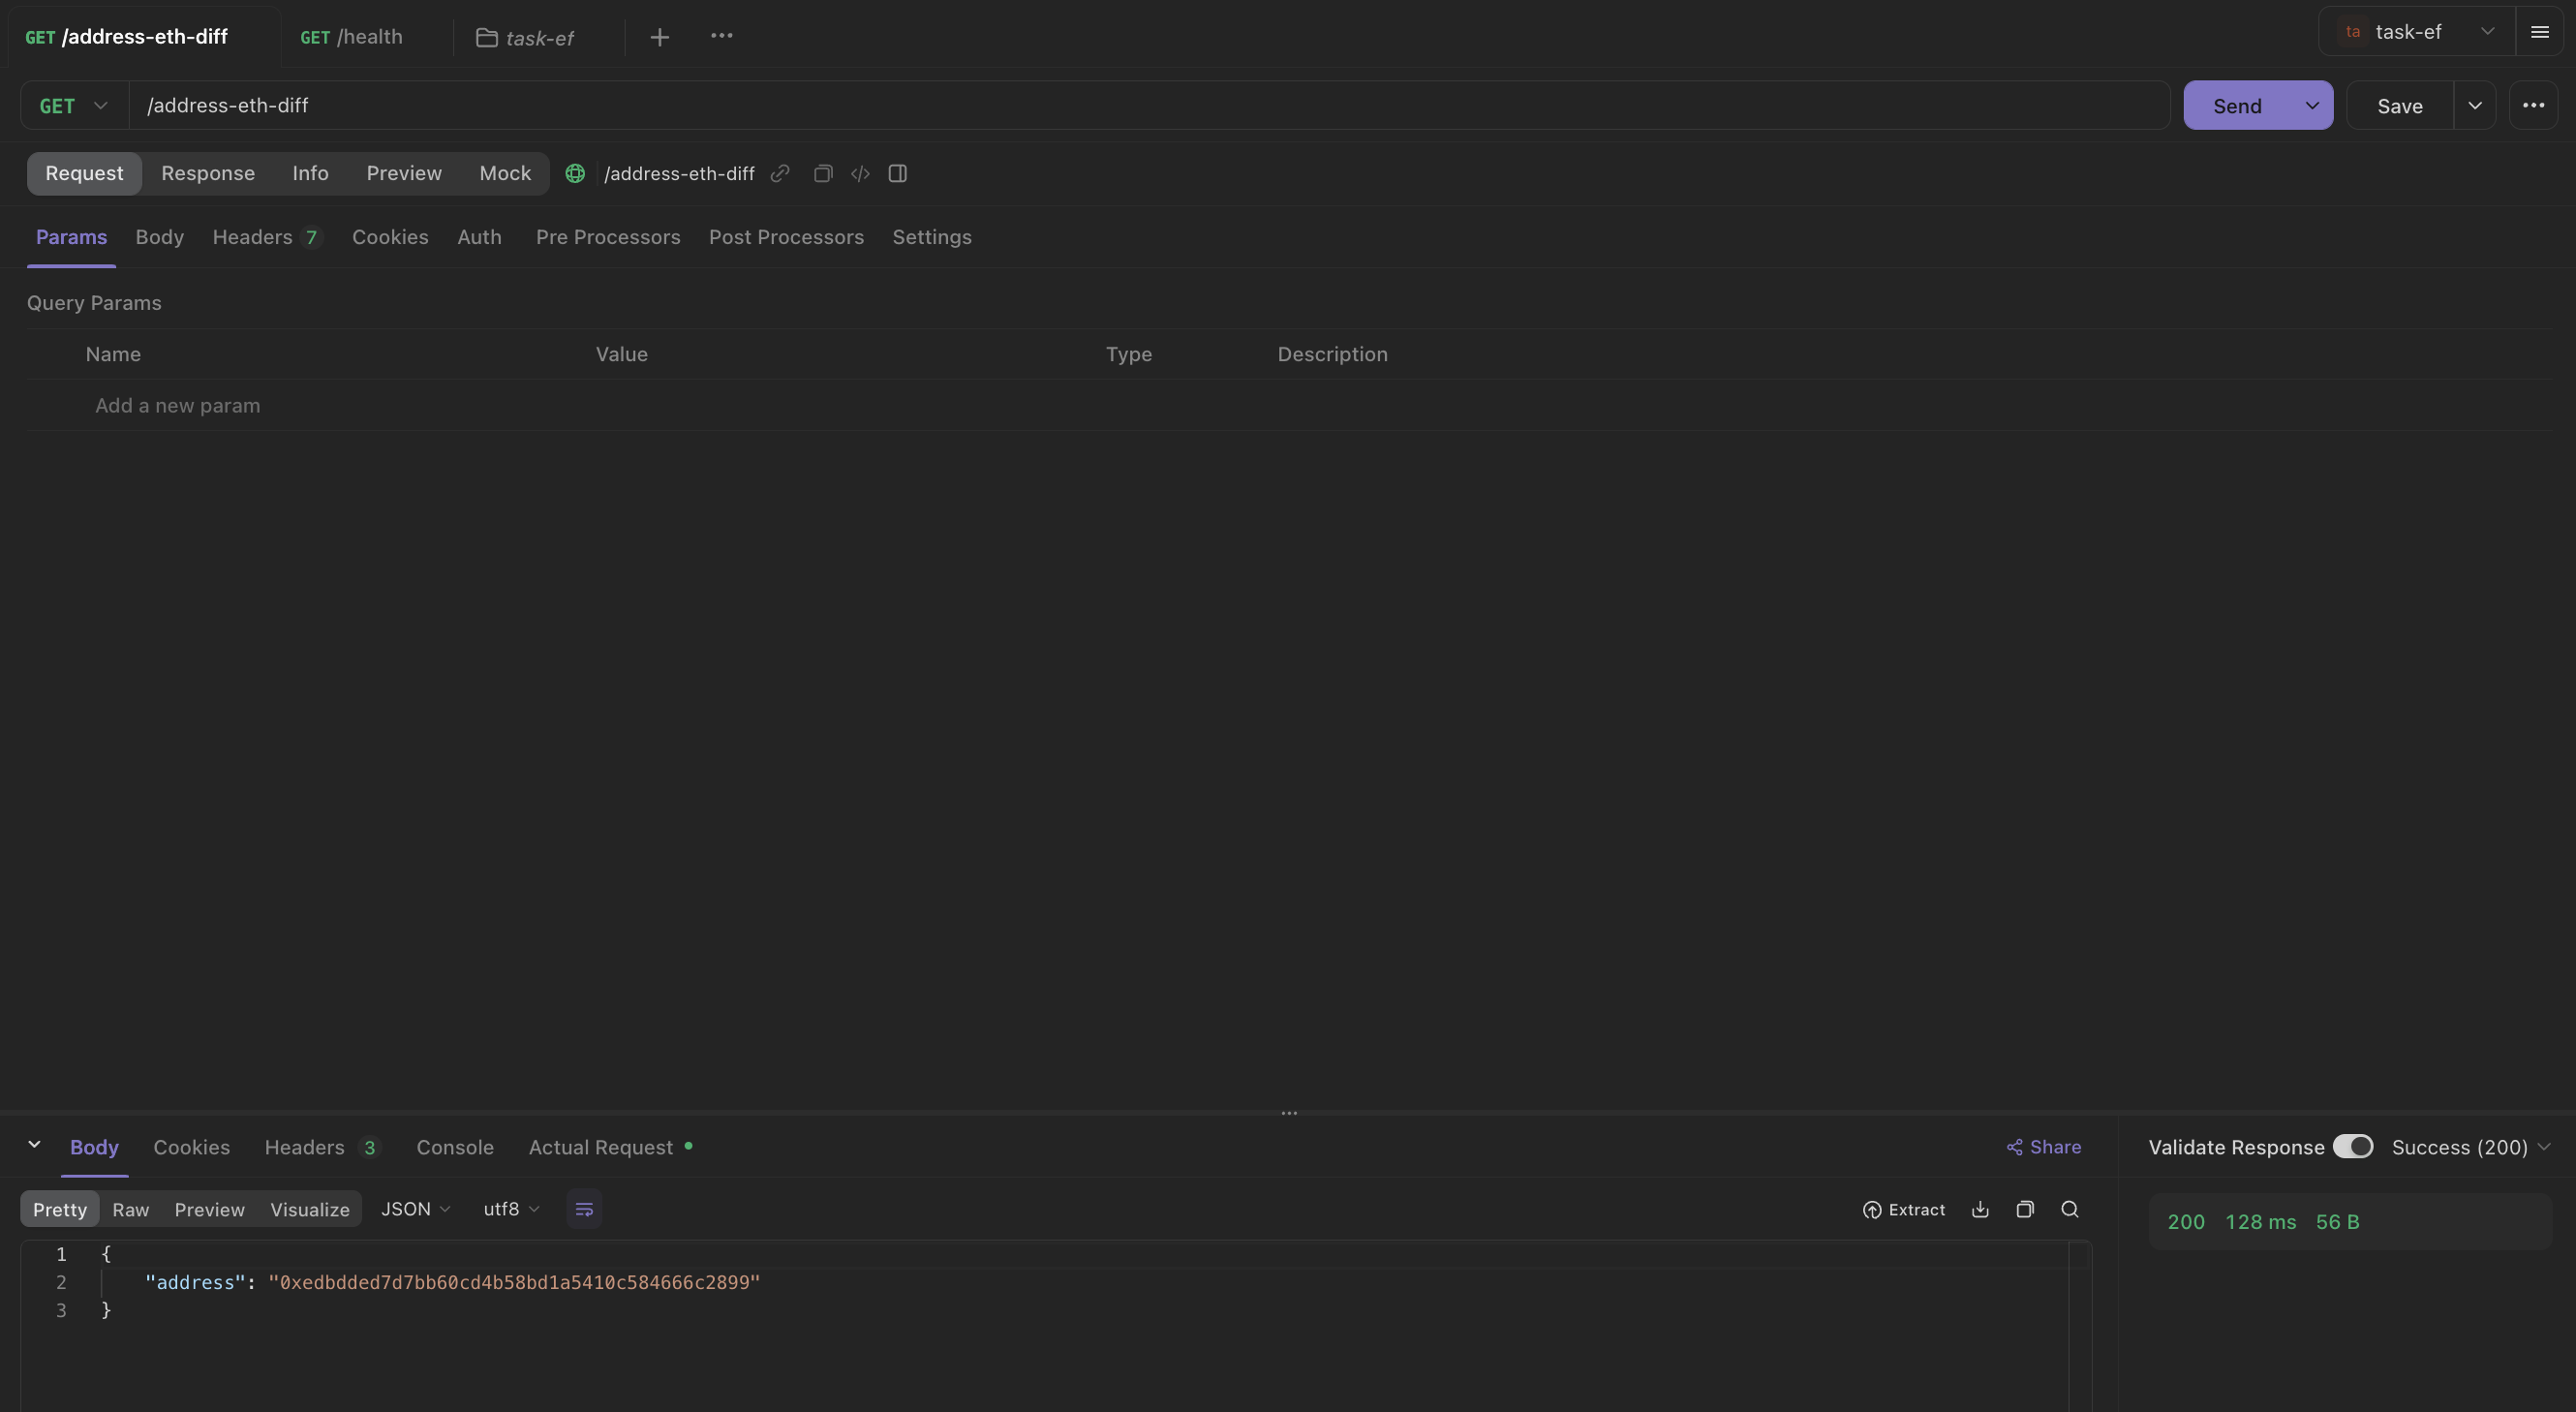 GET /address-eth-diff GET /health task-ef ta task-ef
GET /address-eth-diff Send Save
Request Response Info Preview Mock /address-eth-diff
Params Body Headers 7 Cookies Auth Pre Processors Post Processors Settings
Query Params
Name Value Type Description
Add a new param
Body Cookies Headers 3 Console Actual Request Share Validate Response Success (200)
Pretty Raw Preview Visualize JSON utf8 Extract
200 128 ms 56 B
1 {
2 "address": "0xedbdded7d7bb60cd4b58bd1a5410c584666c2899"
3 }